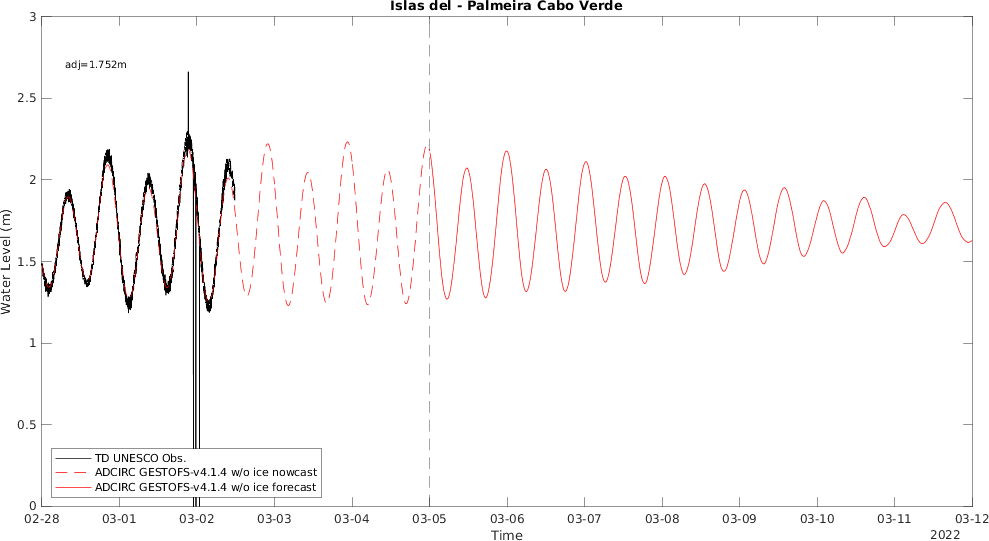 Islas del - Palmeira Cabo Verde
3
adj=1.752m
2.5
2
1.5
1
0.5
0
Water Level (m)
TD UNESCO Obs.
ADCIRC GESTOFS-v4.1.4 w/o ice nowcast
ADCIRC GESTOFS-v4.1.4 w/o ice forecast
02-28 03-01 03-02 03-03 03-04 03-05 03-06 03-07 03-08 03-09 03-10 03-11 03-12
Time
2022